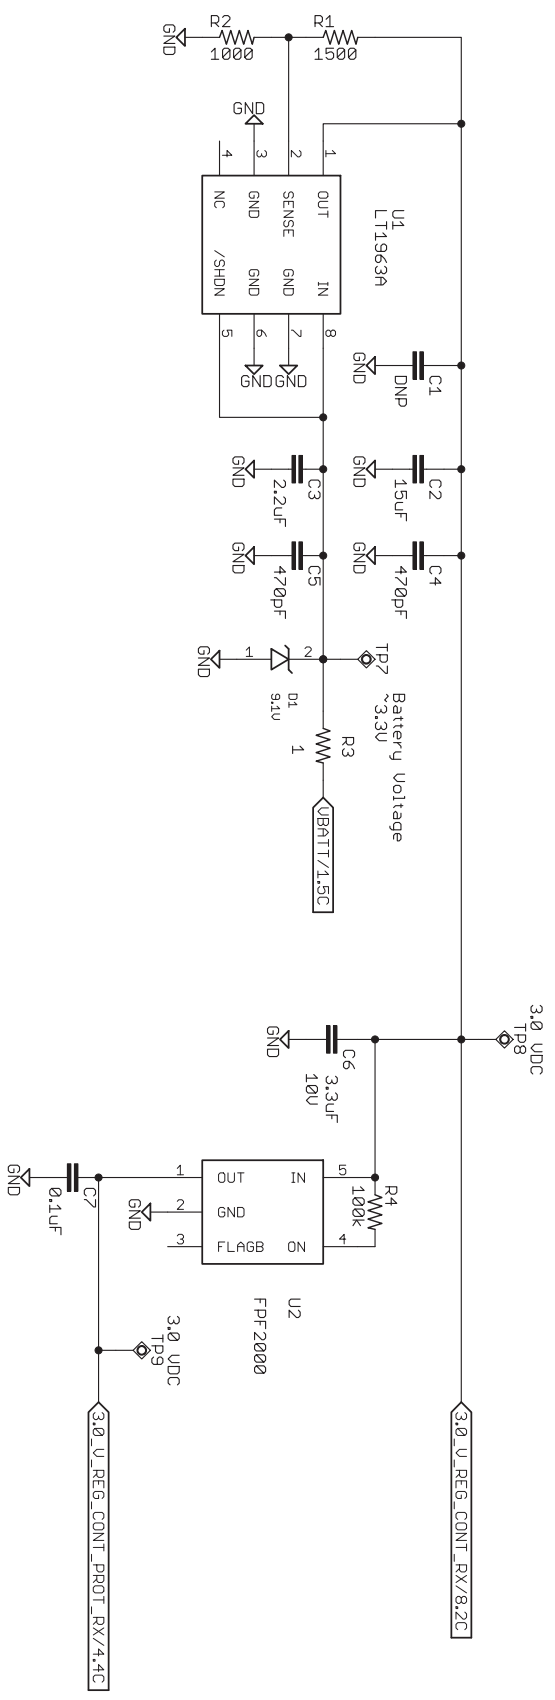 R2
1000
R1
1500
GND
GND
4
3
2
1
NC
GND
SENSE
OUT
/SHDN
GND
GND
IN
5
6
7
8
U1
LT1963A
GND
GND
C1
DNP
GND
C3
2.2uF
GND
C2
15uF
GND
C5
470pF
GND
C4
470pF
GND
1
2
D1
9.1V
GND
TP7
Battery Voltage
~3.3V
R3
1
VBATT/1.5C
3.0 VDC
TP8
C6
3.3uF
10V
GND
1
OUT
IN
5
2
GND
3
FLAGB
ON
4
R4
100k
GND
C7
0.1uF
GND
U2
FPF2000
3.0 VDC
TP9
3.0_V_REG_CONT_PROT_RX/4.4C
3.0_V_REG_CONT_RX/8.2C